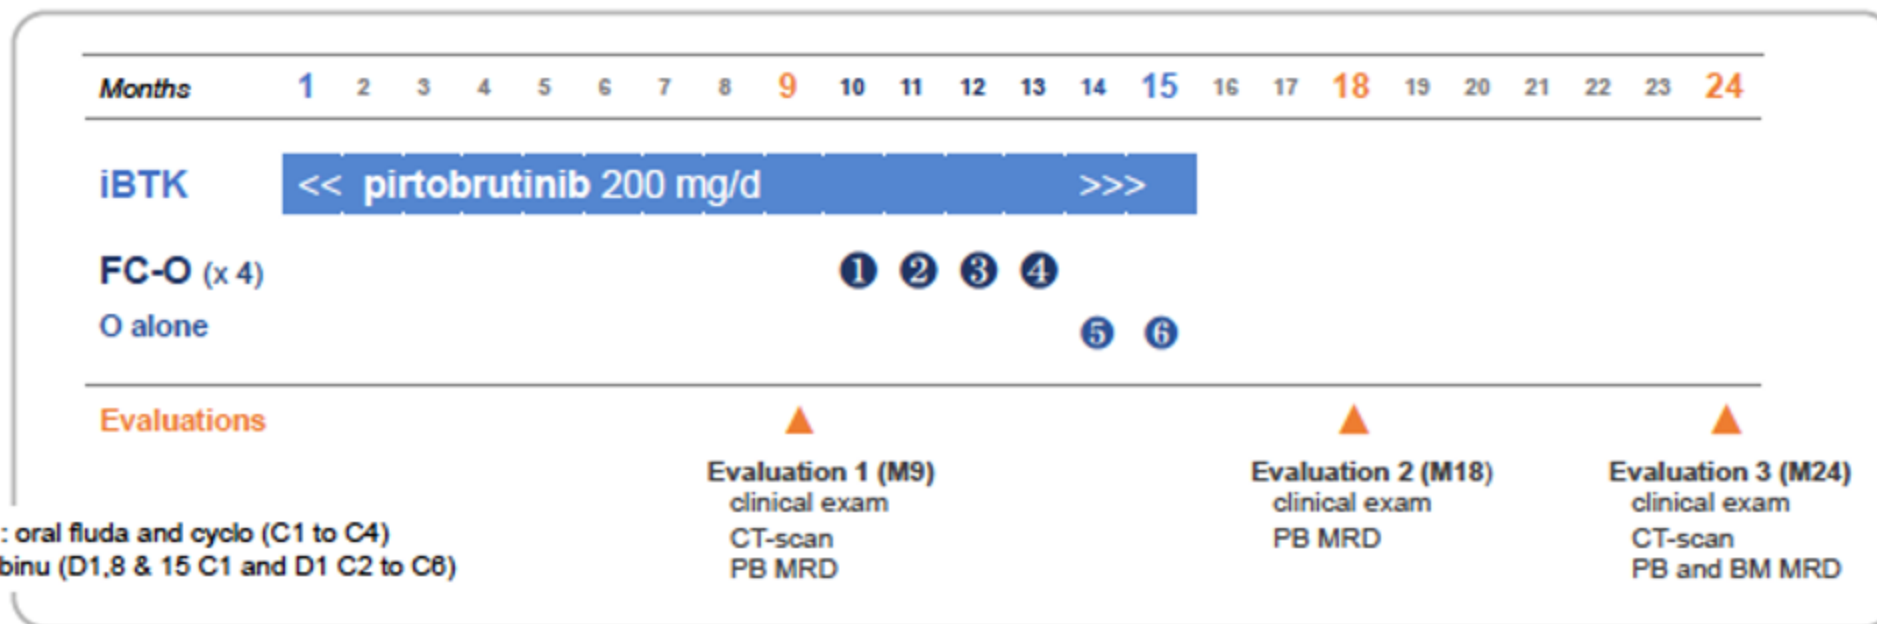 Months 1 2 3 4 5 6 7 8 9 10 11 12 13 14 15 16 17 18 19 20 21 22 23 24
iBTK << pirtobrutinib 200 mg/d >>>
FC-O (x 4) ❶ ❷ ❸ ❹
O alone ❺ ❻
Evaluations
Evaluation 1 (M9)
clinical exam
CT-scan
PB MRD
Evaluation 2 (M18)
clinical exam
PB MRD
Evaluation 3 (M24)
clinical exam
CT-scan
PB and BM MRD
: oral fluda and cyclo (C1 to C4)
binu (D1,8 & 15 C1 and D1 C2 to C6)